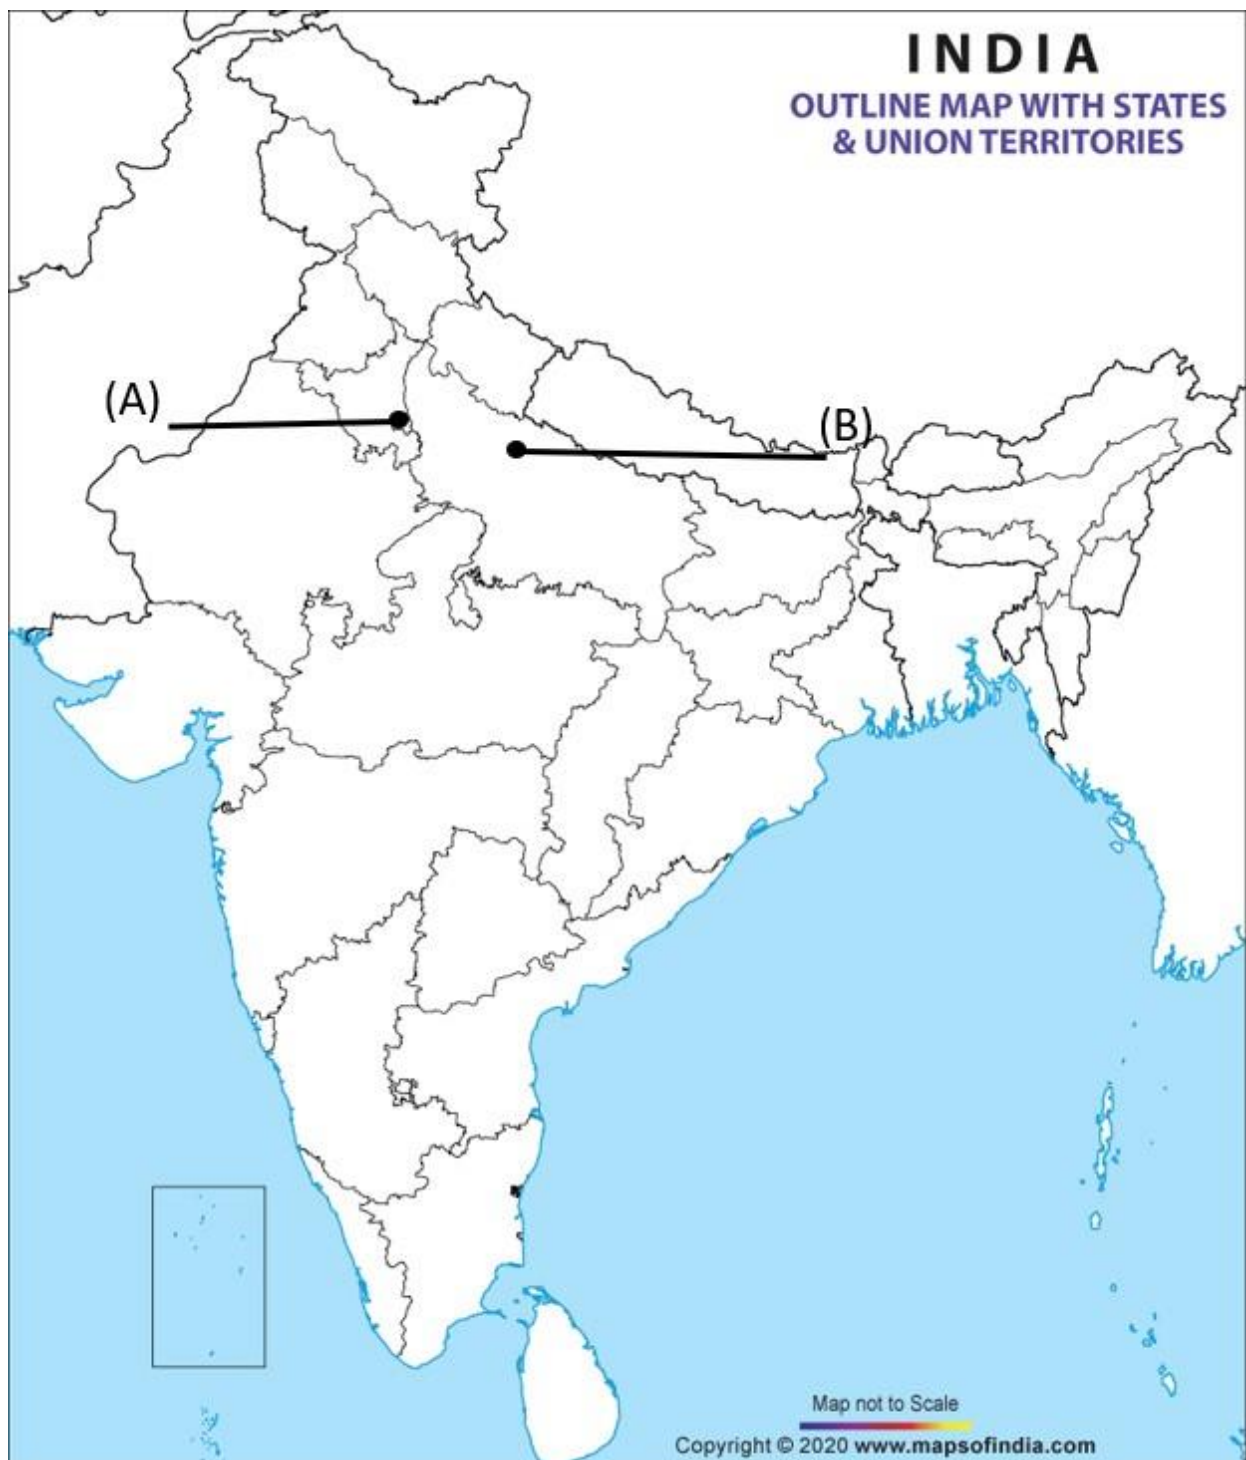 INDIA
OUTLINE MAP WITH STATES
& UNION TERRITORIES
(A)
(B)
Map not to Scale
Copyright © 2020 www.mapsofindia.com